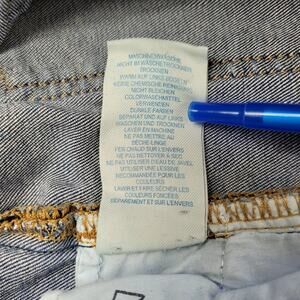 MASCHINENWÄSCHE
NICHT IM WÄSCHETROCKNER
TROCKNEN
WARM AUF LINKS BÜGELN
KEINE CHEMISCHE REINIGUNG
NICHT BLEICHEN
COLORWASCHMITTEL
VERWENDEN
DUNKLE FARBEN
SEPARAT UND AUF LINKS
WASCHEN UND TROCKNEN
LAVER EN MACHINE
NE PAS METTRE AU
SÈCHE-LINGE
FER CHAUD SUR L'ENVERS
NE PAS NETTOYER À SEC
NE PAS UTILISER D'EAU DE JAVEL
UTILISER UNE LESSIVE
RECOMMANDÉE POUR LES
COULEURS
LAVER ET FAIRE SÉCHER LES
COULEURS FONCÉES
SÉPARÉMENT ET SUR L'ENVERS